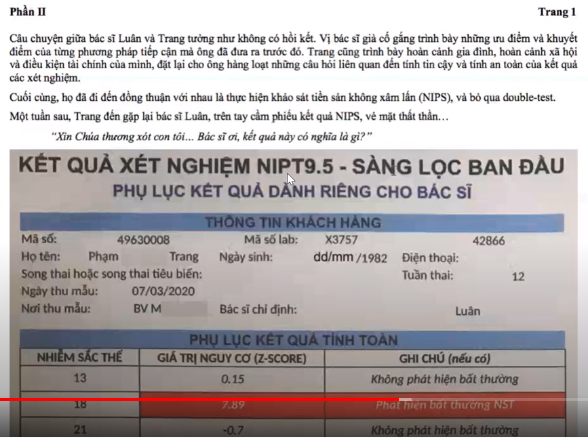 Phần II Trang 1
Câu chuyện giữa bác sĩ Luân và Trang tưởng như không có hồi kết. Vị bác sĩ già cố gắng trình bày những ưu điểm và khuyết
điểm của từng phương pháp tiếp cận mà ông đã đưa ra trước đó. Trang cũng trình bày hoàn cảnh gia đình, hoàn cảnh xã hội
và điều kiện tài chính của mình, đặt lại cho ông hàng loạt những câu hỏi liên quan đến tính tin cậy và tính an toàn của kết quả
các xét nghiệm.
Cuối cùng, họ đã đi đến đồng thuận với nhau là thực hiện khảo sát tiền sản không xâm lấn (NIPS), và bỏ qua double-test.
Một tuần sau, Trang đến gặp lại bác sĩ Luân, trên tay cầm phiếu kết quả NIPS, vẻ mặt thất thần…
“Xin Chúa thương xót con tôi… Bác sĩ ơi, kết quả này có nghĩa là gì?”
KẾT QUẢ XÉT NGHIỆM NIPT9.5 - SÀNG LỌC BAN ĐẦU
PHỤ LỤC KẾT QUẢ DÀNH RIÊNG CHO BÁC SĨ
THÔNG TIN KHÁCH HÀNG
Mã số: 49630008 Mã số lab: X3757 42866
Họ tên: Phạm Trang Ngày sinh: dd/mm /1982 Điện thoại:
Song thai hoặc song thai tiêu biến: Tuần thai: 12
Ngày thu mẫu: 07/03/2020
Nơi thu mẫu: BV M Bác sĩ chỉ định: Luân
PHỤ LỤC KẾT QUẢ TÍNH TOÁN
NHIỄM SẮC THỂ GIÁ TRỊ NGUY CƠ (Z-SCORE) GHI CHÚ (nếu có)
13 0.15 Không phát hiện bất thường
18 7.89 Phát hiện bất thường NST
21 -0.7 Không phát hiện bất thường